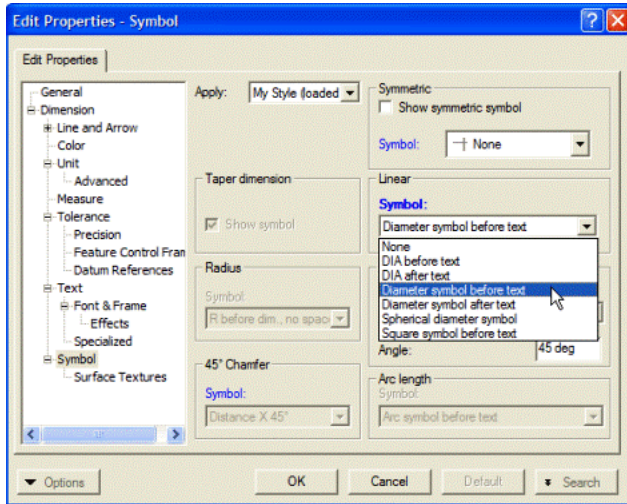 Edit Properties - Symbol
Edit Properties
General
Dimension
Line and Arrow
Color
Unit
Advanced
Measure
Tolerance
Precision
Feature Control Fran
Datum References
Text
Font & Frame
Effects
Specialized
Symbol
Surface Textures
Apply: My Style (loaded
Symmetric
Show symmetric symbol
Symbol: None
Taper dimension
Show symbol
Linear
Symbol:
Diameter symbol before text
None
DIA before text
DIA after text
Diameter symbol before text
Diameter symbol after text
Spherical diameter symbol
Square symbol before text
Radius
Symbol:
R before dim., no spac
Angle: 45 deg
45° Chamfer
Symbol:
Distance X 45°
Arc length
Symbol:
Arc symbol before text
Options
OK
Cancel
Default
Search